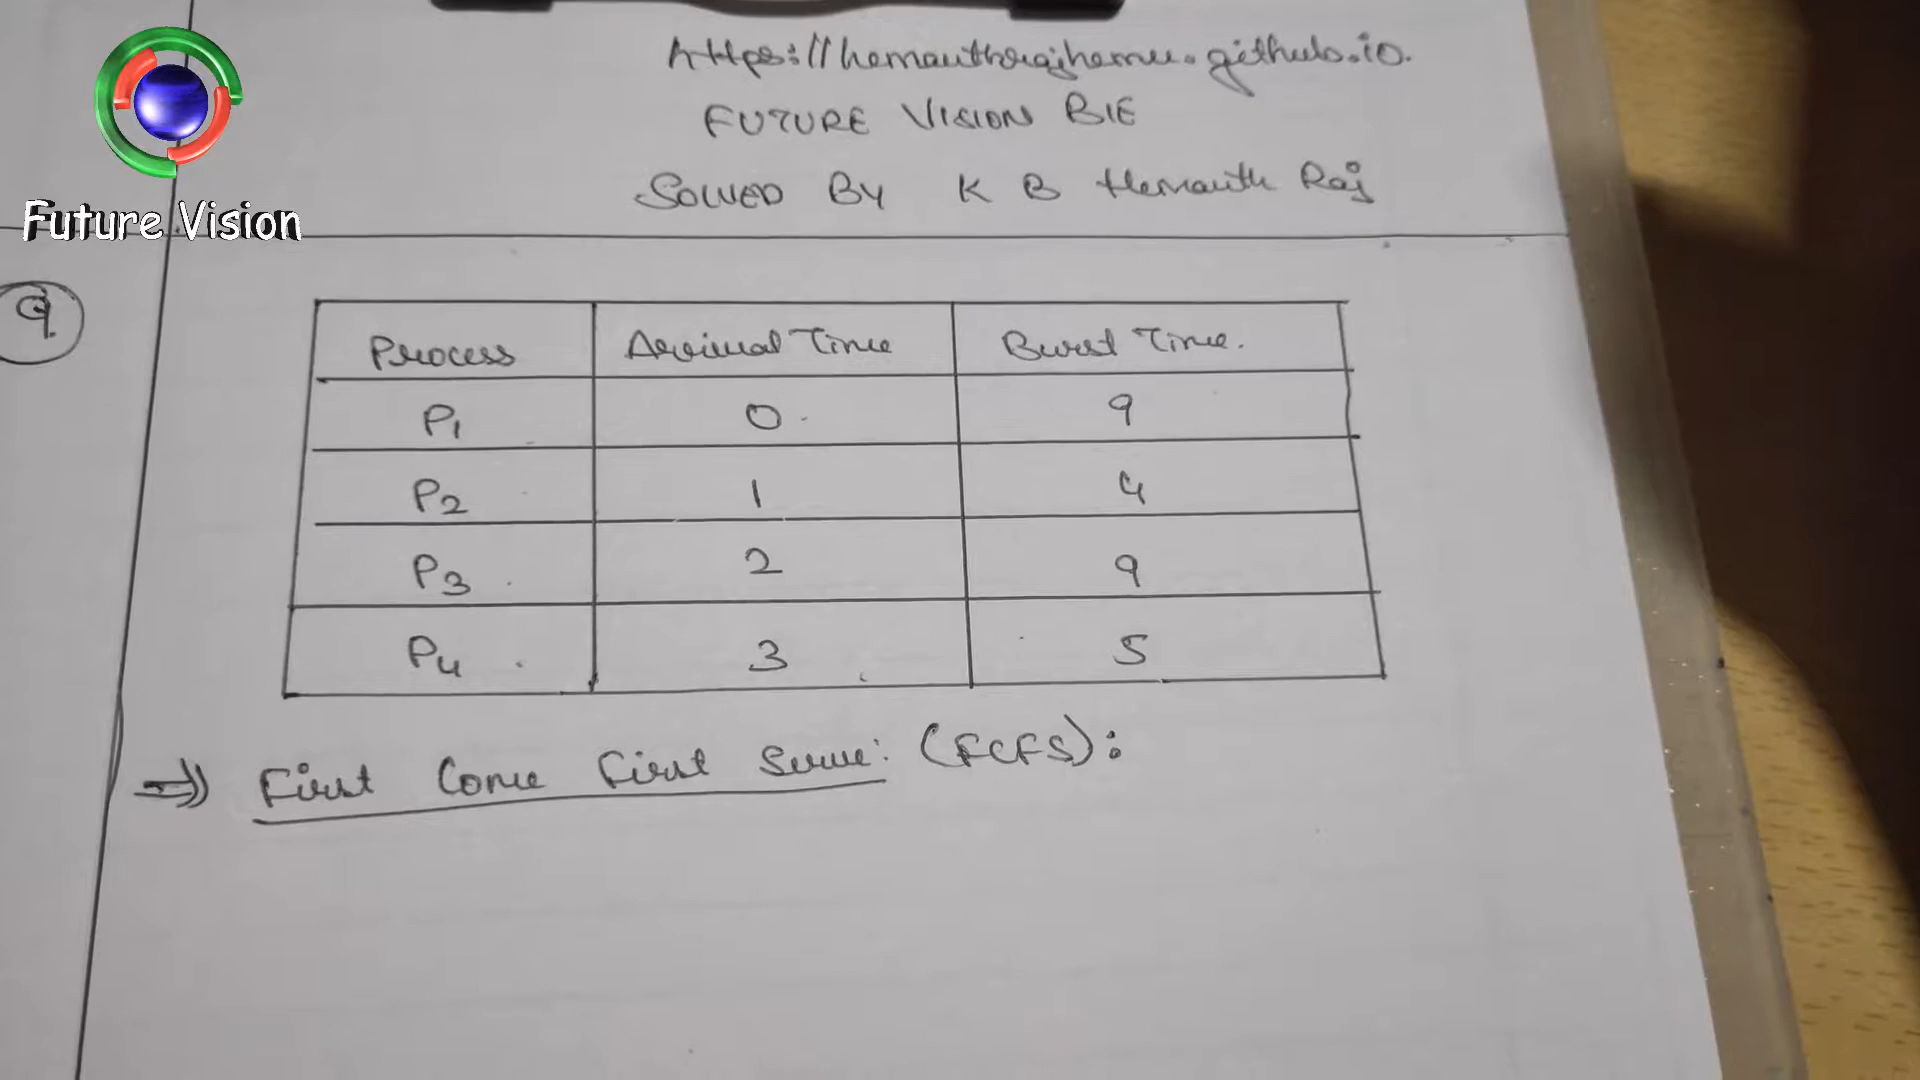 https://hemanthrajhemu.github.io.
FUTURE VISION BIE
SOLVED By K B Hemanth Raj
Future Vision
9
Process Arrival Time Burst Time.
P1 0 9
P2 1 4
P3 2 9
P4 3 5
⇒ First Come First Serve: (FCFS):